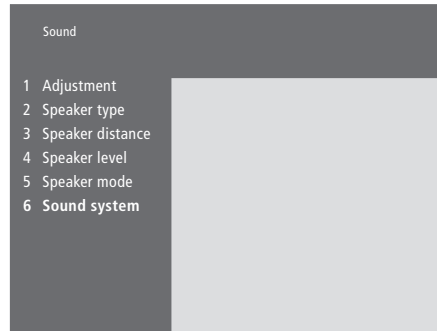 Sound
1 Adjustment
2 Speaker type
3 Speaker distance
4 Speaker level
5 Speaker mode
6 Sound system